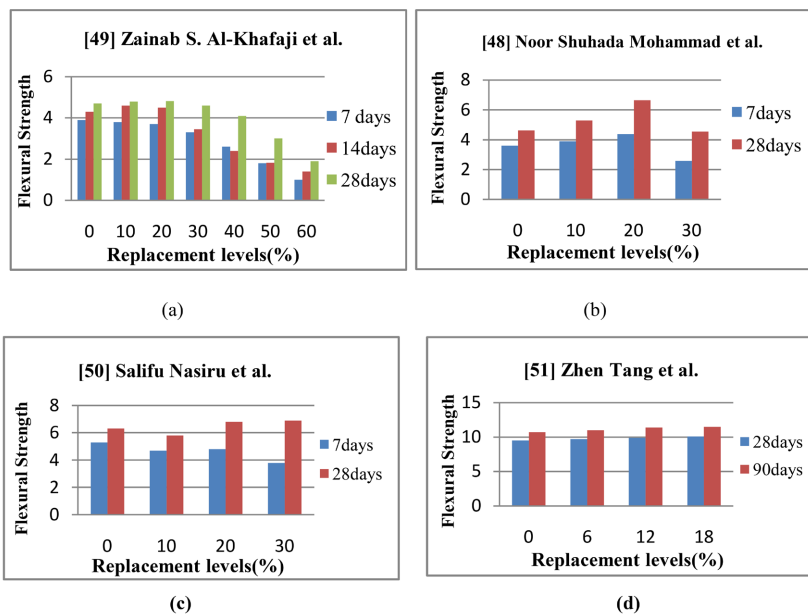 [49] Zainab S. Al-Khafaji et al.
Flexural Strength
6
4
2
0
0 10 20 30 40 50 60
Replacement levels(%)
7 days
14days
28days
(a)
[48] Noor Shuhada Mohammad et al.
Flexural Strength
8
6
4
2
0
0 10 20 30
Replacement levels(%)
7days
28days
(b)
[50] Salifu Nasiru et al.
Flexural Strength
8
6
4
2
0
0 10 20 30
Replacement levels(%)
7days
28days
(c)
[51] Zhen Tang et al.
Flexural Strength
15
10
5
0
0 6 12 18
Replacement levels(%)
28days
90days
(d)